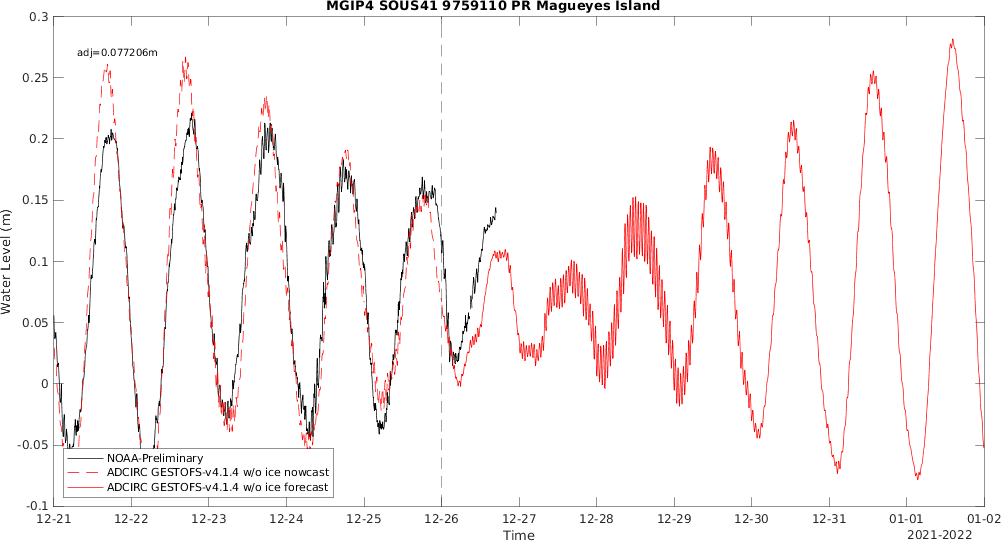 MGIP4 SOUS41 9759110 PR Magueyes Island
0.3
adj=0.077206m
0.25
0.2
0.15
0.1
0.05
0
-0.05
-0.1
Water Level (m)
NOAA-Preliminary
ADCIRC GESTOFS-v4.1.4 w/o ice nowcast
ADCIRC GESTOFS-v4.1.4 w/o ice forecast
12-21 12-22 12-23 12-24 12-25 12-26 12-27 12-28 12-29 12-30 12-31 01-01 01-02
Time
2021-2022